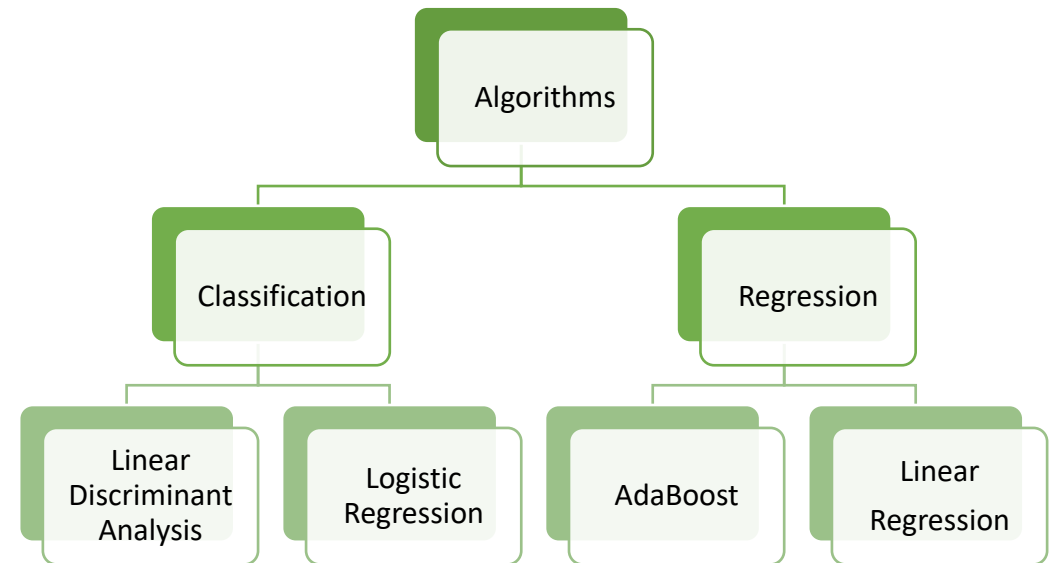 Algorithms
Classification
Regression
Linear
Discriminant
Analysis
Logistic
Regression
AdaBoost
Linear
Regression